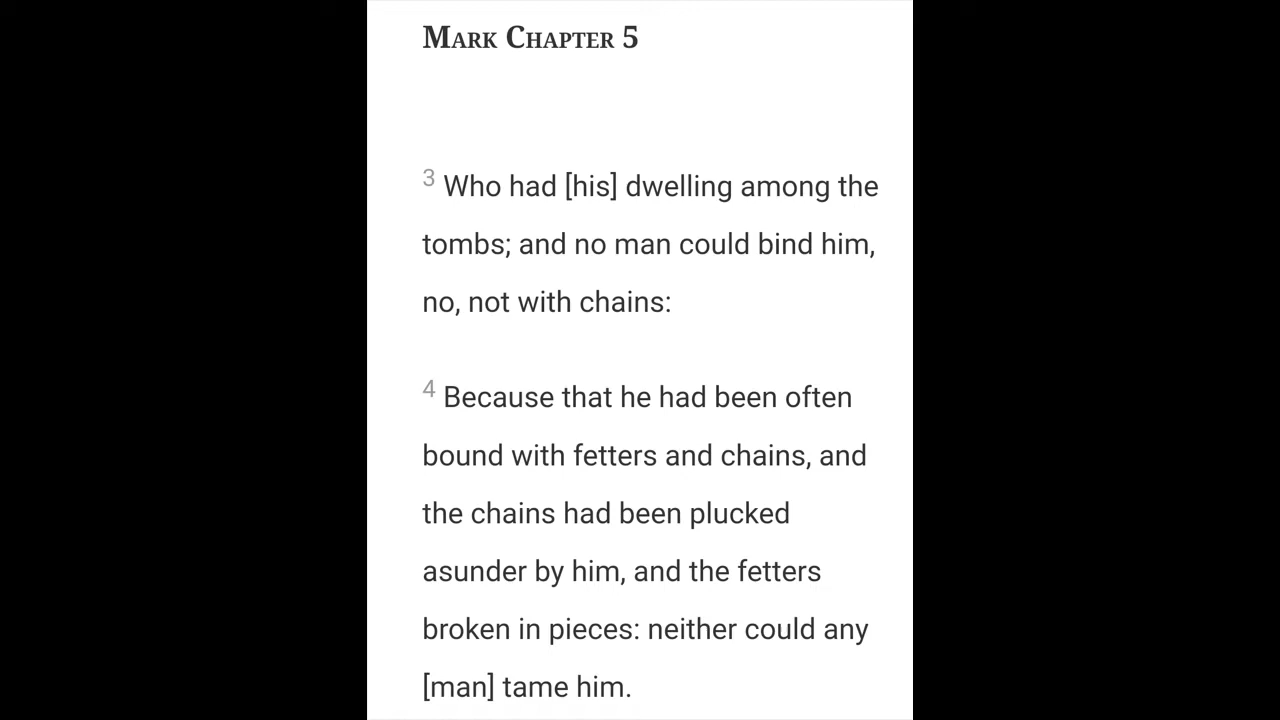 Mark Chapter 5
3 Who had [his] dwelling among the
tombs; and no man could bind him,
no, not with chains:
4 Because that he had been often
bound with fetters and chains, and
the chains had been plucked
asunder by him, and the fetters
broken in pieces: neither could any
[man] tame him.